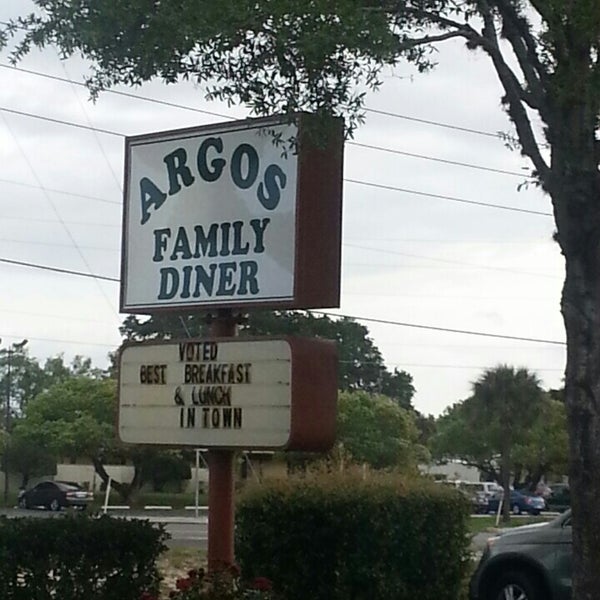 ARGOS
FAMILY
DINER
VOTED
BEST BREAKFAST
& LUNCH
IN TOWN